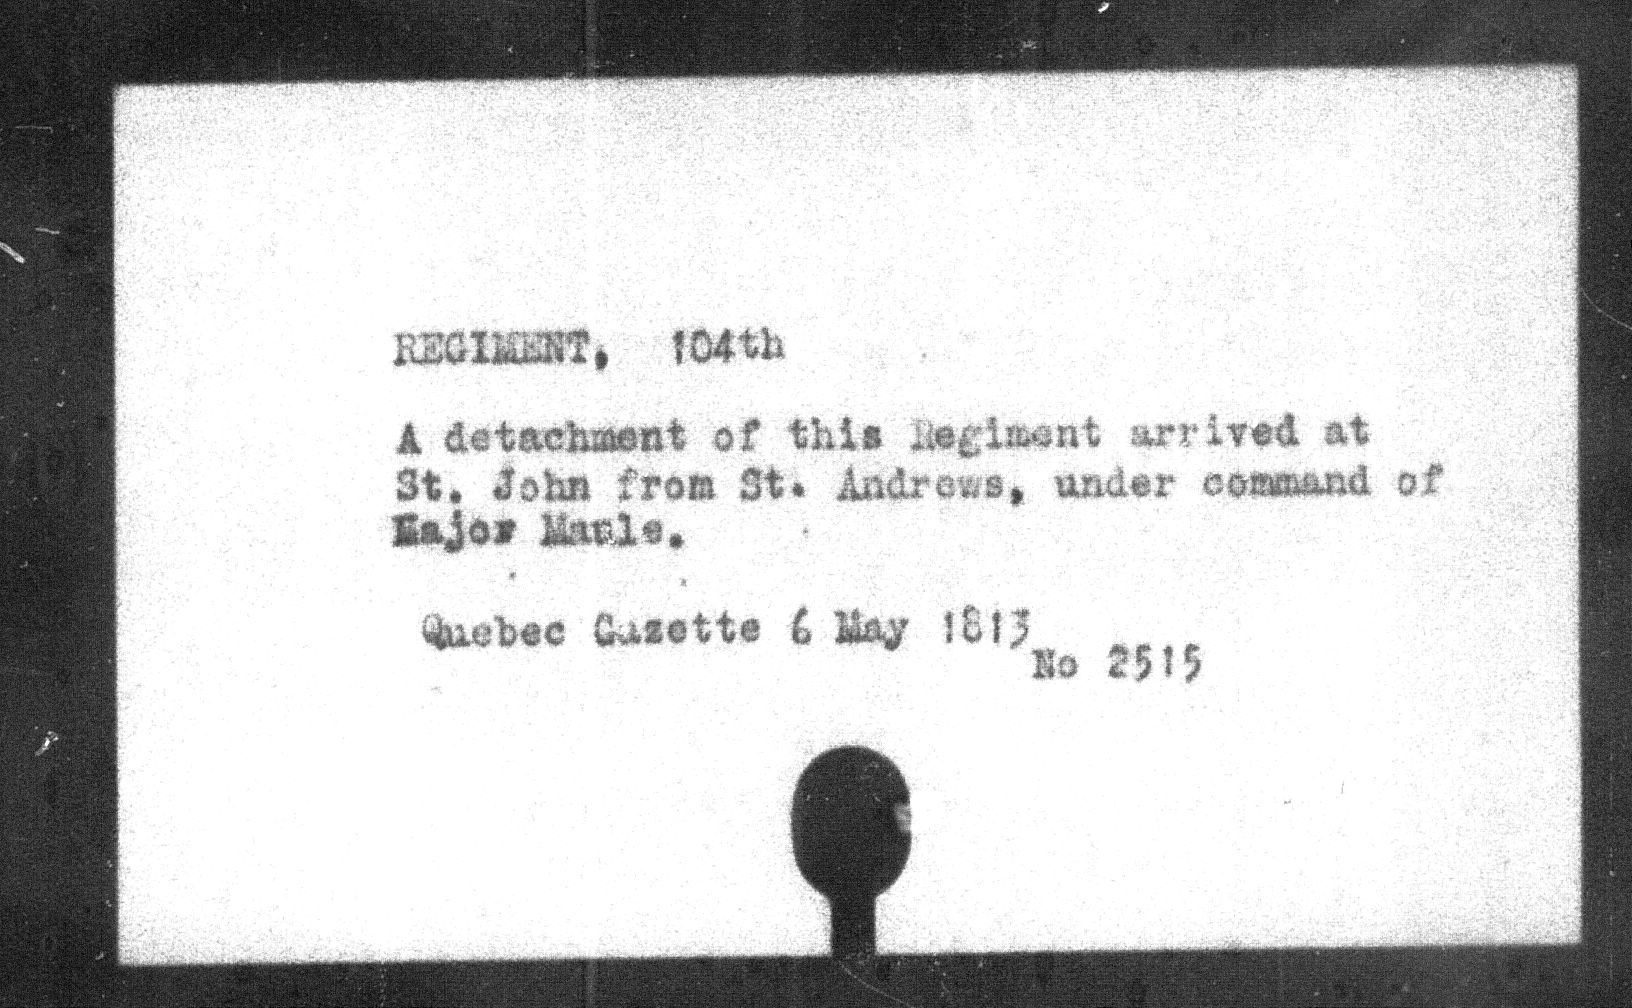 REGIMENT, 104th
A detachment of this Regiment arrived at
St. John from St. Andrews, under command of
Major Maule.
Quebec Gazette 6 May 1813
No 2515